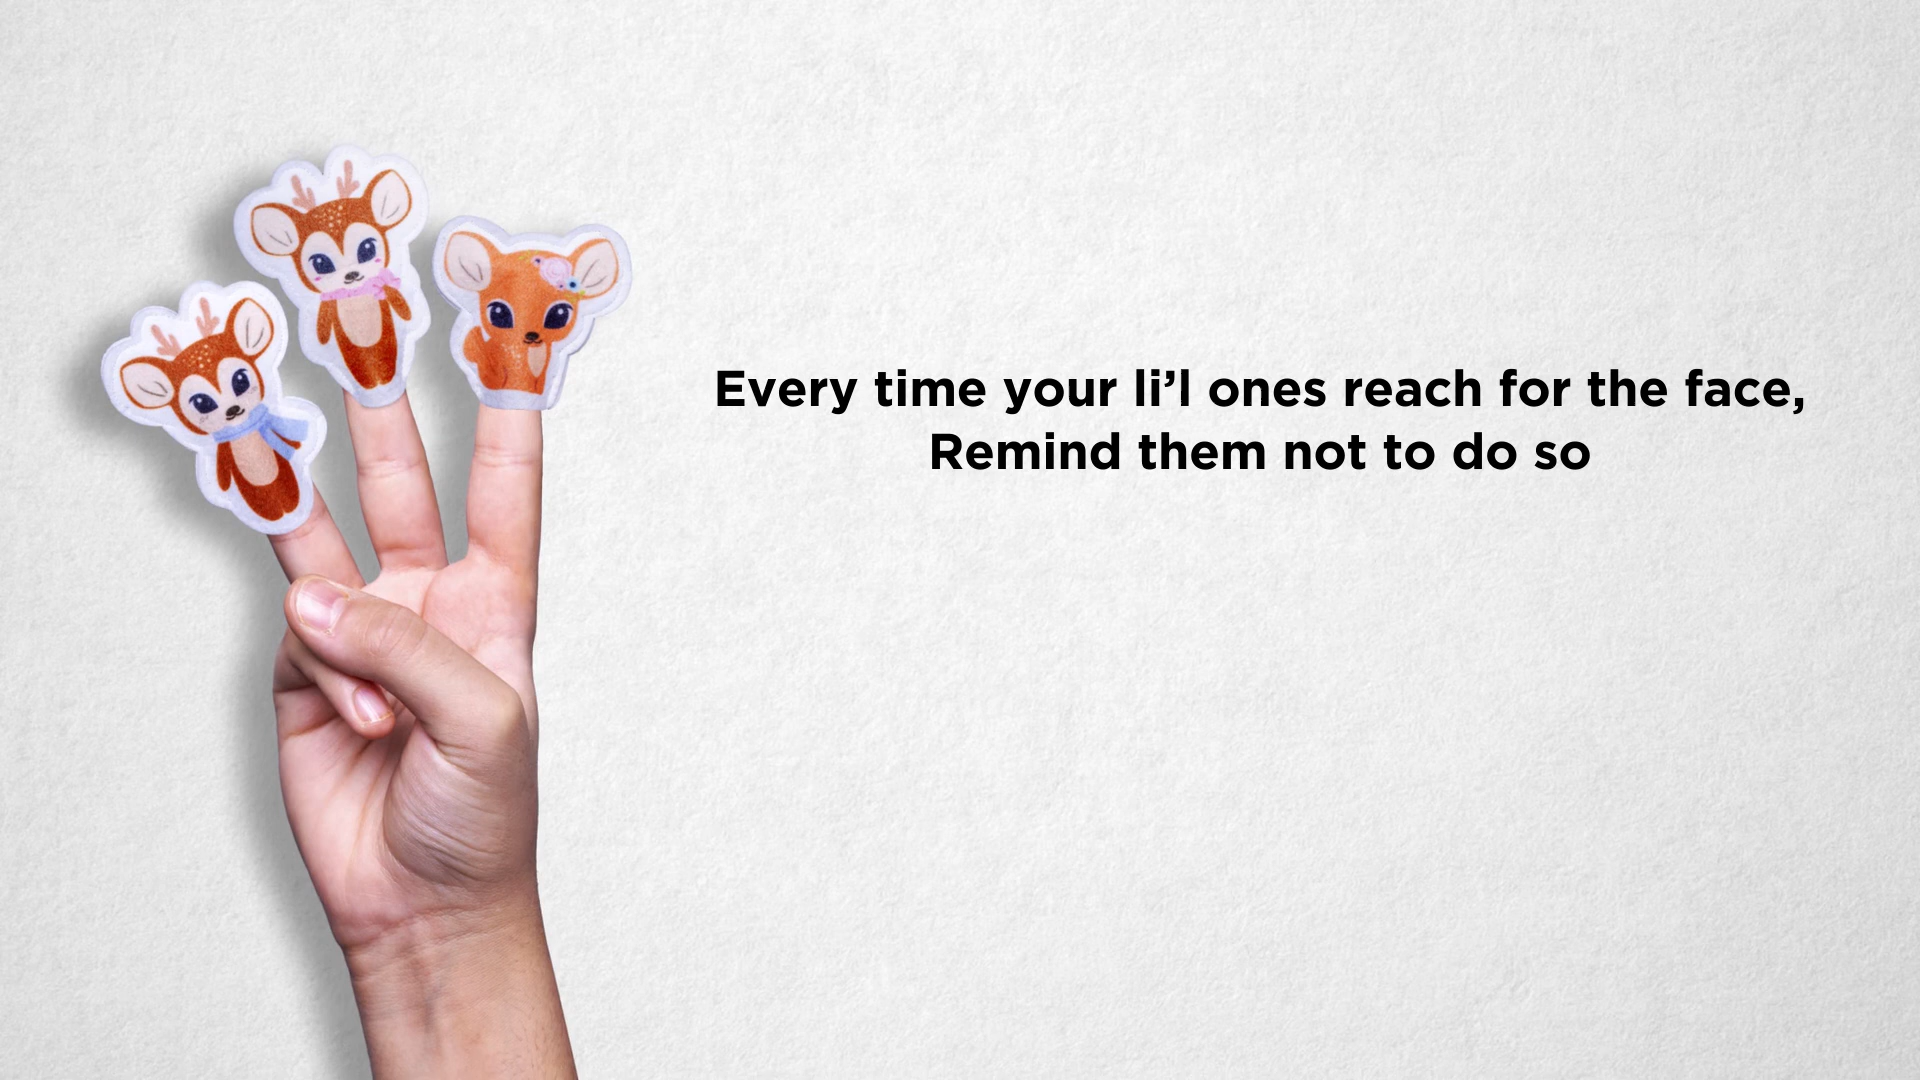 Every time your li’l ones reach for the face,
Remind them not to do so